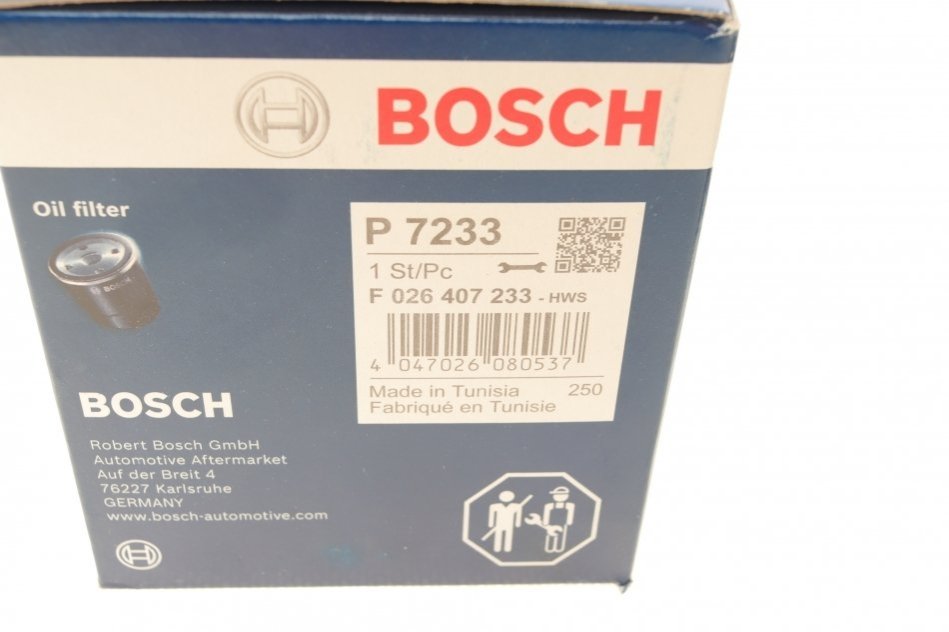 BOSCH
Oil filter
BOSCH
P 7233
1 St/Pc
F 026 407 233 - HWS
4 047026 080537
Made in Tunisia 250
Fabriqué en Tunisie
BOSCH
Robert Bosch GmbH
Automotive Aftermarket
Auf der Breit 4
76227 Karlsruhe
GERMANY
www.bosch-automotive.com